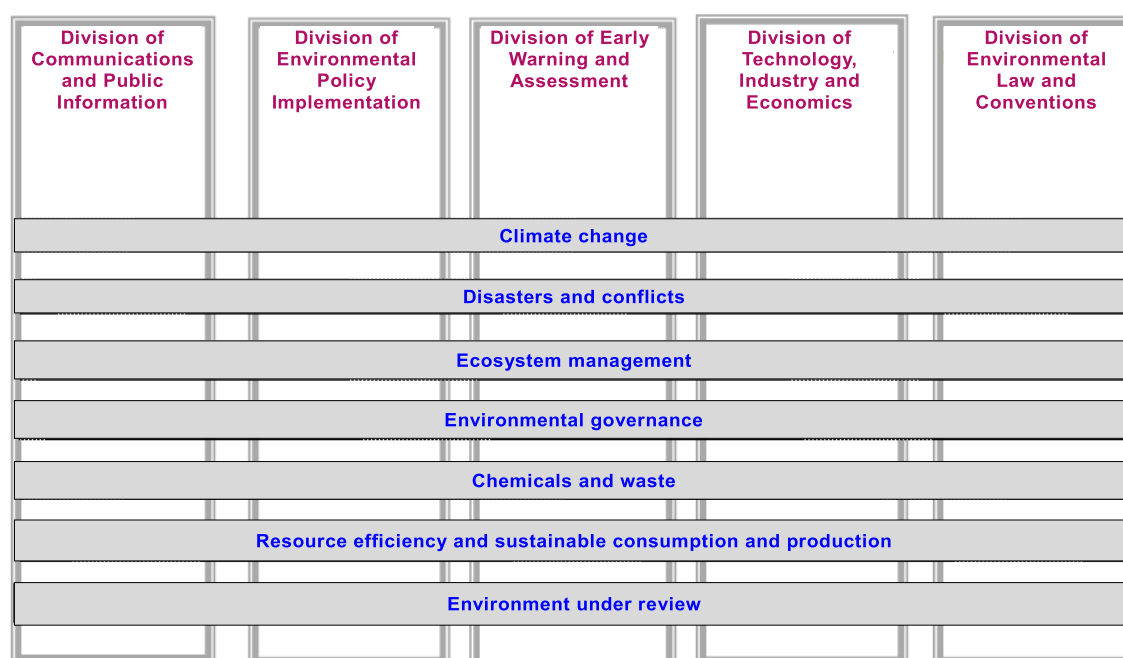 Division of
Communications
and Public
Information
Division of
Environmental
Policy
Implementation
Division of Early
Warning and
Assessment
Division of
Technology,
Industry and
Economics
Division of
Environmental
Law and
Conventions
Climate change
Disasters and conflicts
Ecosystem management
Environmental governance
Chemicals and waste
Resource efficiency and sustainable consumption and production
Environment under review